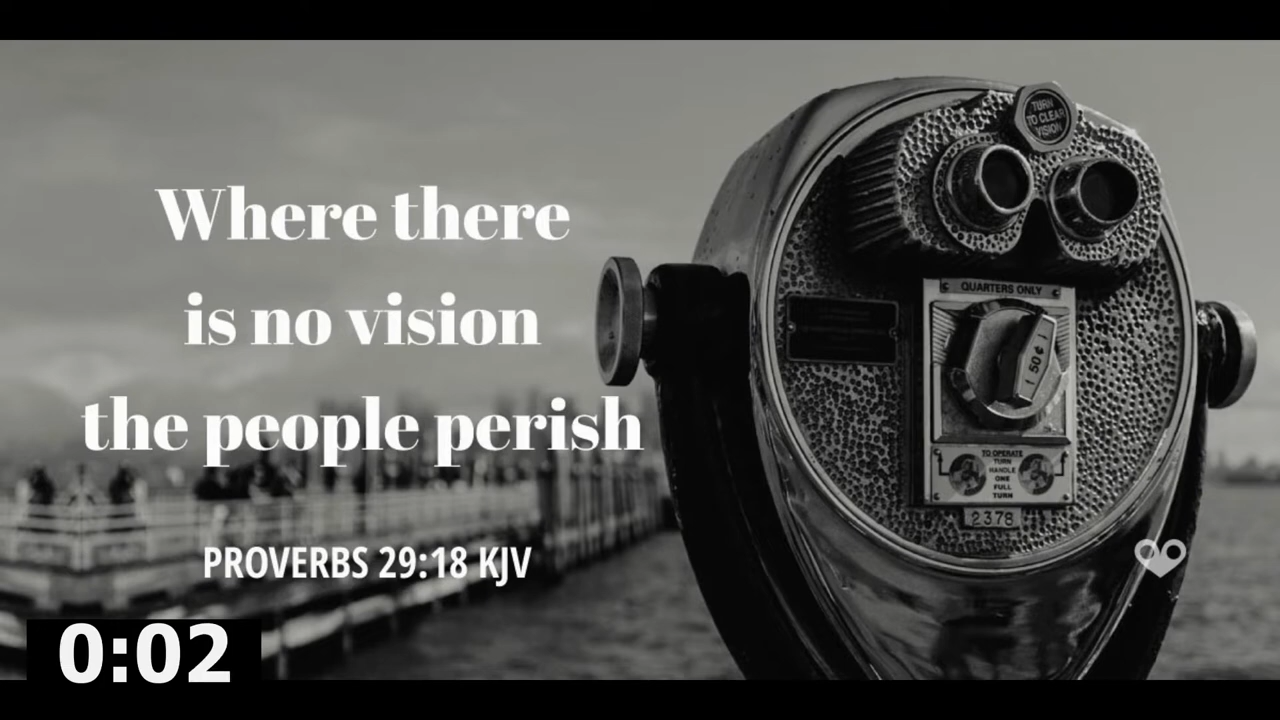 Where there
is no vision
the people perish
PROVERBS 29:18 KJV
0:02
TURN
TO CLEAR
VISION
QUARTERS ONLY
50¢
TO OPERATE
TURN
HANDLE
ONE
FULL
TURN
2378